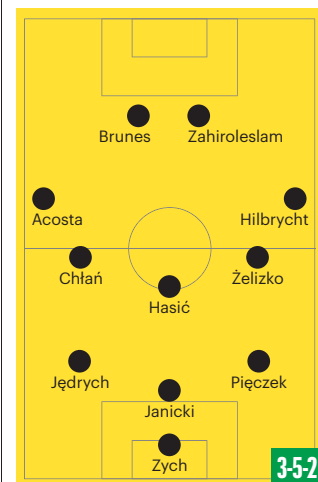 Brunes Zahiroleslam
Acosta Hilbrycht
Chłań Żelizko
Hasić
Jędrych Pięczek
Janicki
Zych
3-5-2